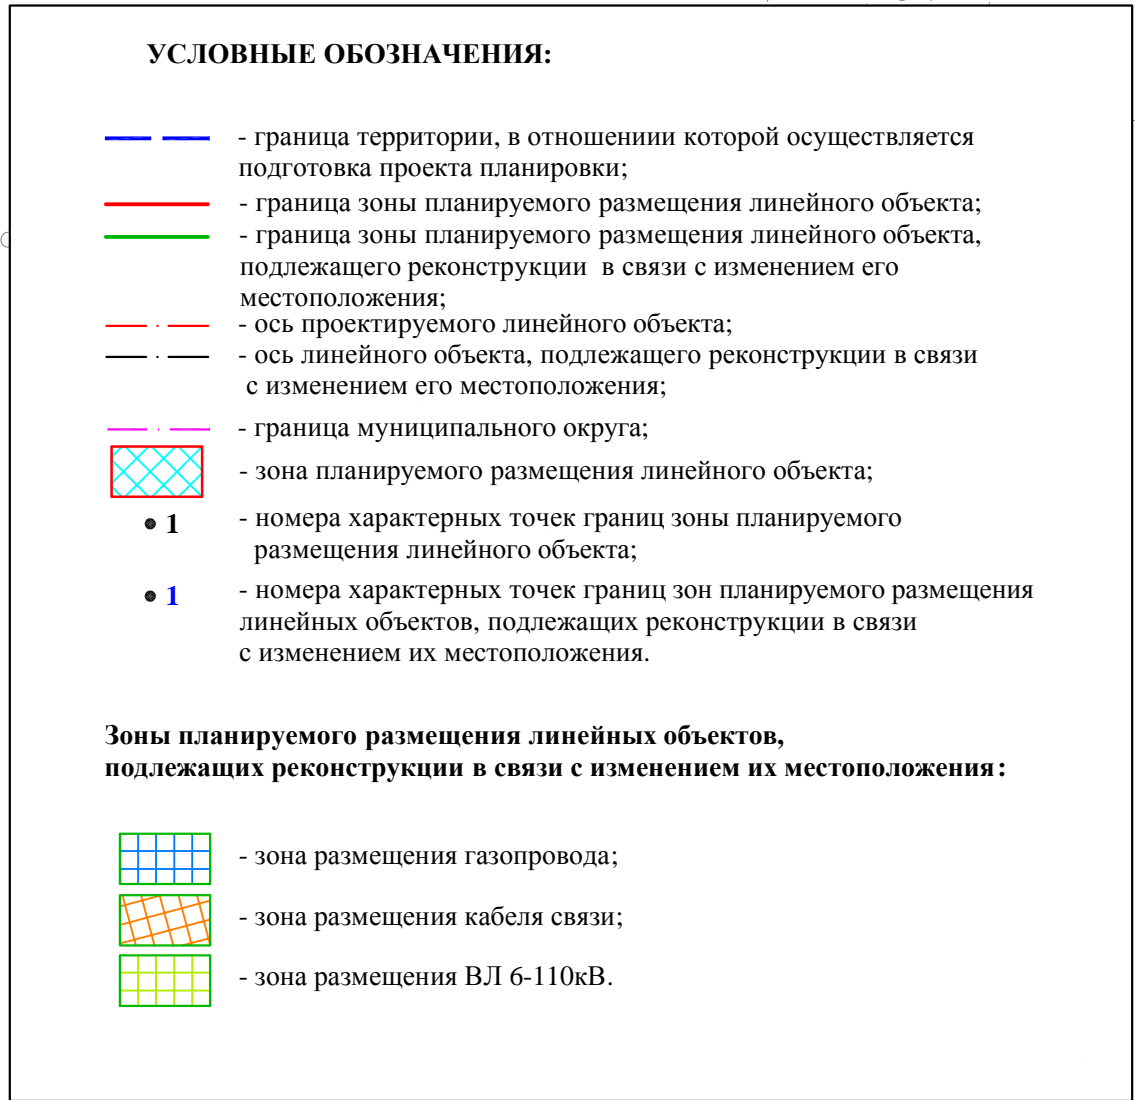 УСЛОВНЫЕ ОБОЗНАЧЕНИЯ:
- граница территории, в отношениии которой осуществляется
подготовка проекта планировки;
- граница зоны планируемого размещения линейного объекта;
- граница зоны планируемого размещения линейного объекта,
подлежащего реконструкции в связи с изменением его
местоположения;
- ось проектируемого линейного объекта;
- ось линейного объекта, подлежащего реконструкции в связи
с изменением его местоположения;
- граница муниципального округа;
- зона планируемого размещения линейного объекта;
1 - номера характерных точек границ зоны планируемого
размещения линейного объекта;
1 - номера характерных точек границ зон планируемого размещения
линейных объектов, подлежащих реконструкции в связи
с изменением их местоположения.
Зоны планируемого размещения линейных объектов,
подлежащих реконструкции в связи с изменением их местоположения:
- зона размещения газопровода;
- зона размещения кабеля связи;
- зона размещения ВЛ 6-110кВ.